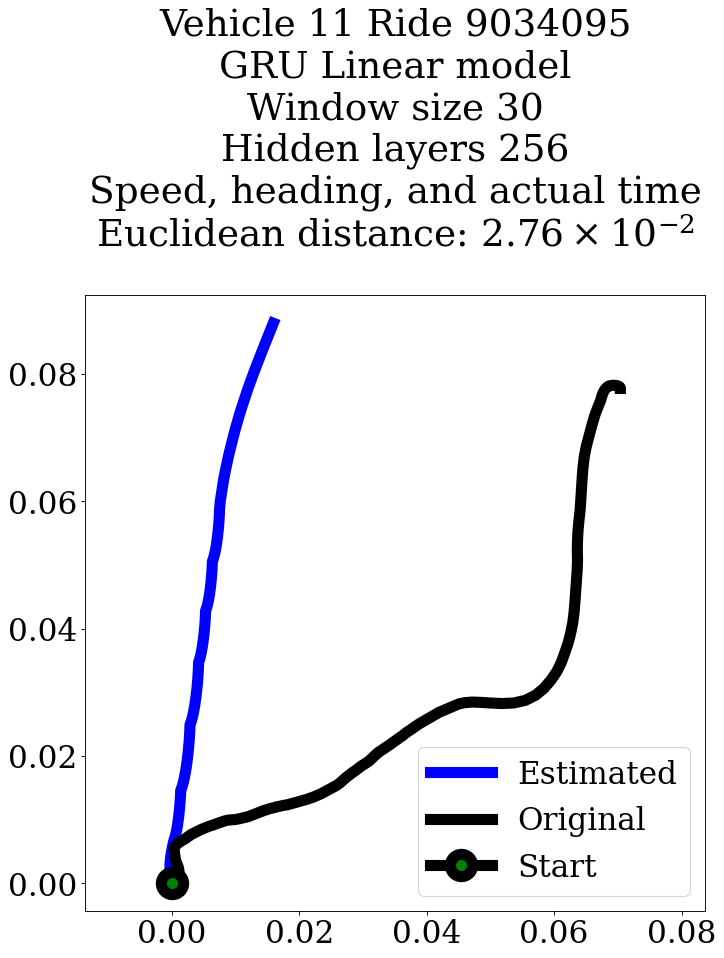 Vehicle 11 Ride 9034095
GRU Linear model
Window size 30
Hidden layers 256
Speed, heading, and actual time
Euclidean distance: 2.76 × 10⁻²
0.08
0.06
0.04
0.02
0.00
Estimated
Original
Start
0.00 0.02 0.04 0.06 0.08